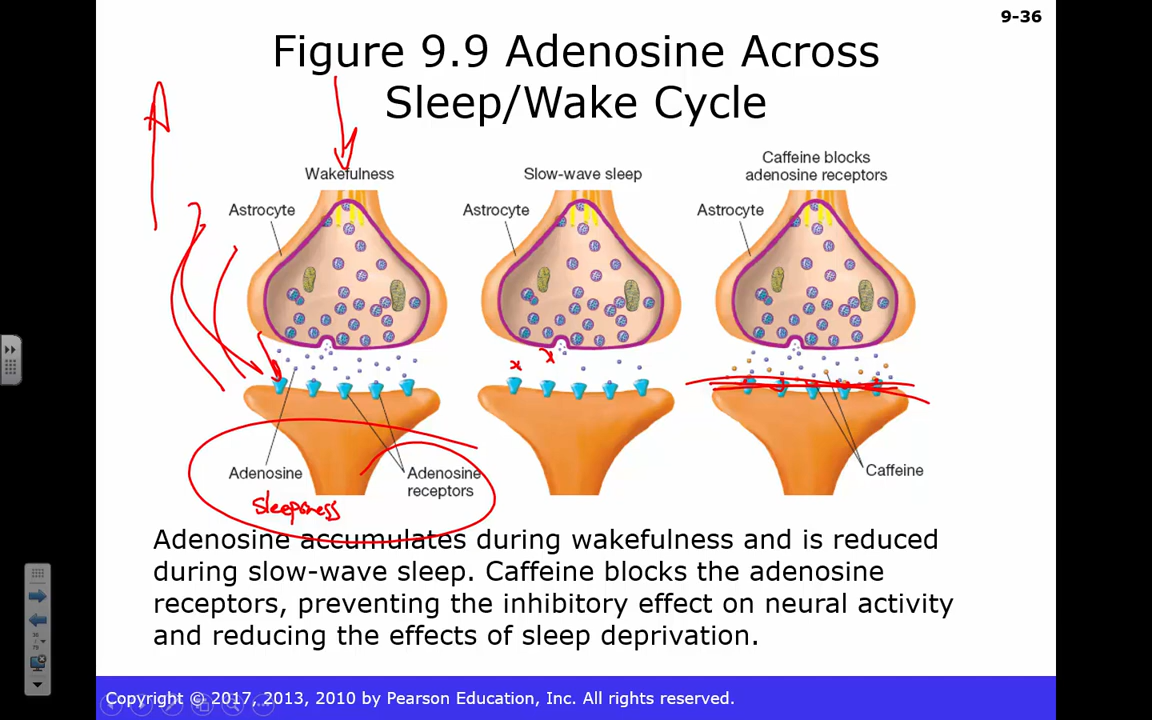 9-36
Figure 9.9 Adenosine Across
Sleep/Wake Cycle
A
Wakefulness
Slow-wave sleep
Caffeine blocks
adenosine receptors
Astrocyte
Astrocyte
Astrocyte
x
x
Adenosine
Adenosine
receptors
Caffeine
Adenosine accumulates during wakefulness and is reduced
during slow-wave sleep. Caffeine blocks the adenosine
receptors, preventing the inhibitory effect on neural activity
and reducing the effects of sleep deprivation.
36
/
79
Copyright © 2017, 2013, 2010 by Pearson Education, Inc. All rights reserved.